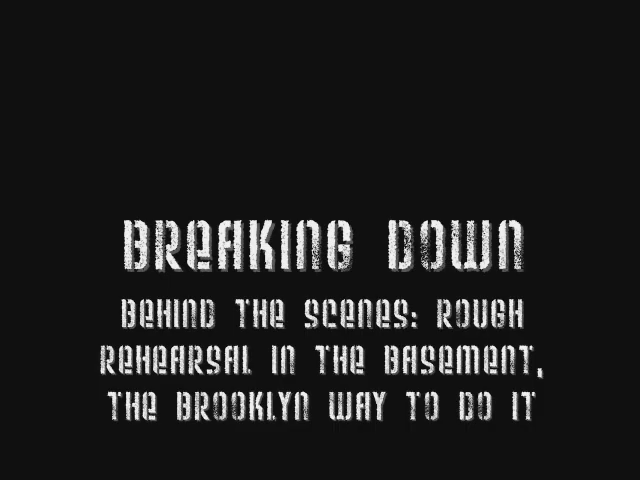 BREAKING DOWN
BEHIND THE SCENES: ROUGH
REHEARSAL IN THE BASEMENT,
THE BROOKLYN WAY TO DO IT